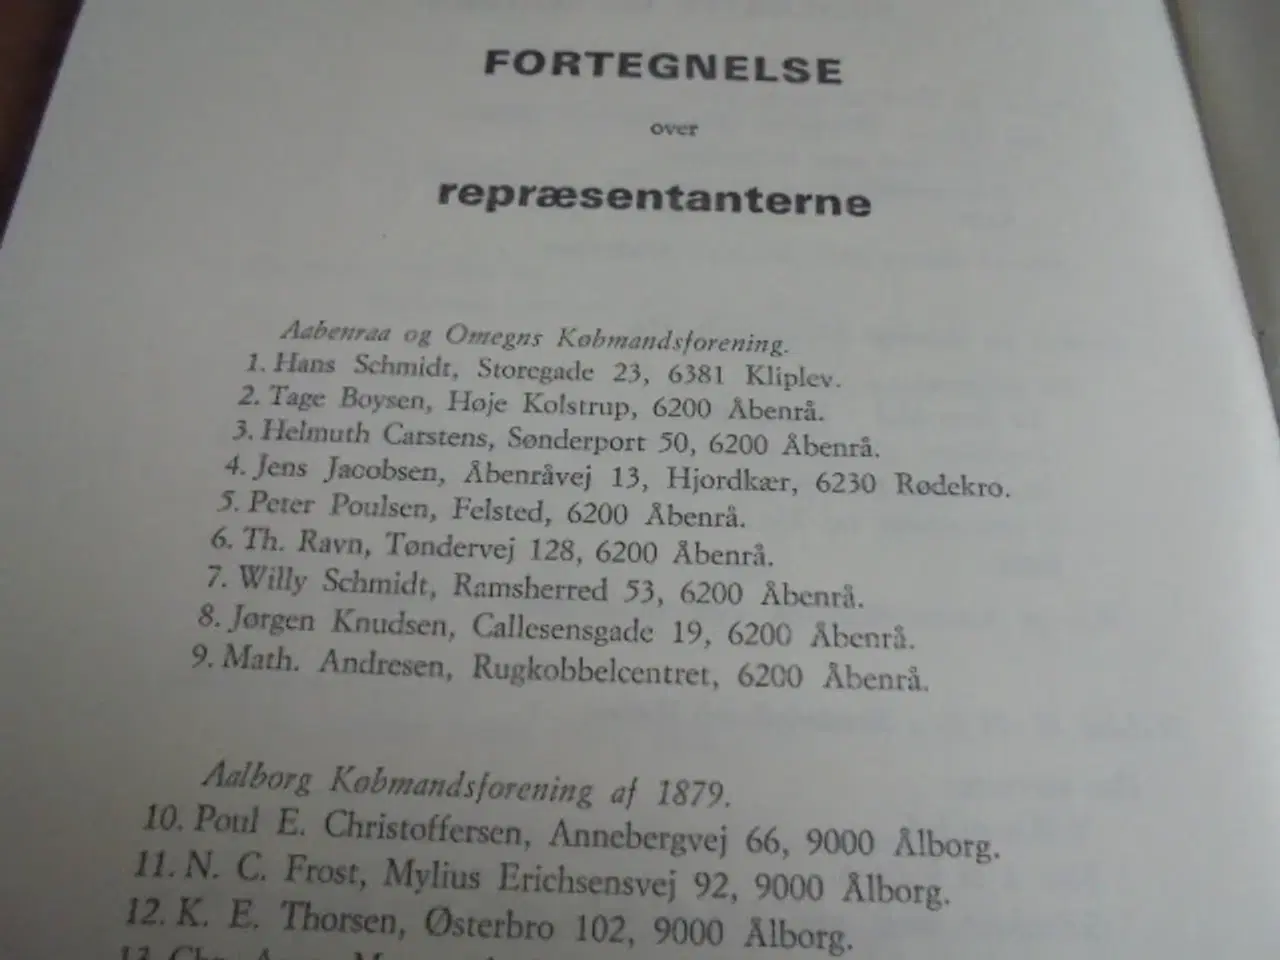 FORTEGNELSE
over
repræsentanterne
Aabenraa og Omegns Købmandsforening.
1. Hans Schmidt, Storegade 23, 6381 Kliplev.
2. Tage Boysen, Høje Kolstrup, 6200 Åbenrå.
3. Helmuth Carstens, Sønderport 50, 6200 Åbenrå.
4. Jens Jacobsen, Åbenråvej 13, Hjordkær, 6230 Rødekro.
5. Peter Poulsen, Felsted, 6200 Åbenrå.
6. Th. Ravn, Tøndervej 128, 6200 Åbenrå.
7. Willy Schmidt, Ramsherred 53, 6200 Åbenrå.
8. Jørgen Knudsen, Callesensgade 19, 6200 Åbenrå.
9. Math. Andresen, Rugkobbelcentret, 6200 Åbenrå.
Aalborg Købmandsforening af 1879.
10. Poul E. Christoffersen, Annebergvej 66, 9000 Ålborg.
11. N. C. Frost, Mylius Erichsensvej 92, 9000 Ålborg.
12. K. E. Thorsen, Østerbro 102, 9000 Ålborg.
13.